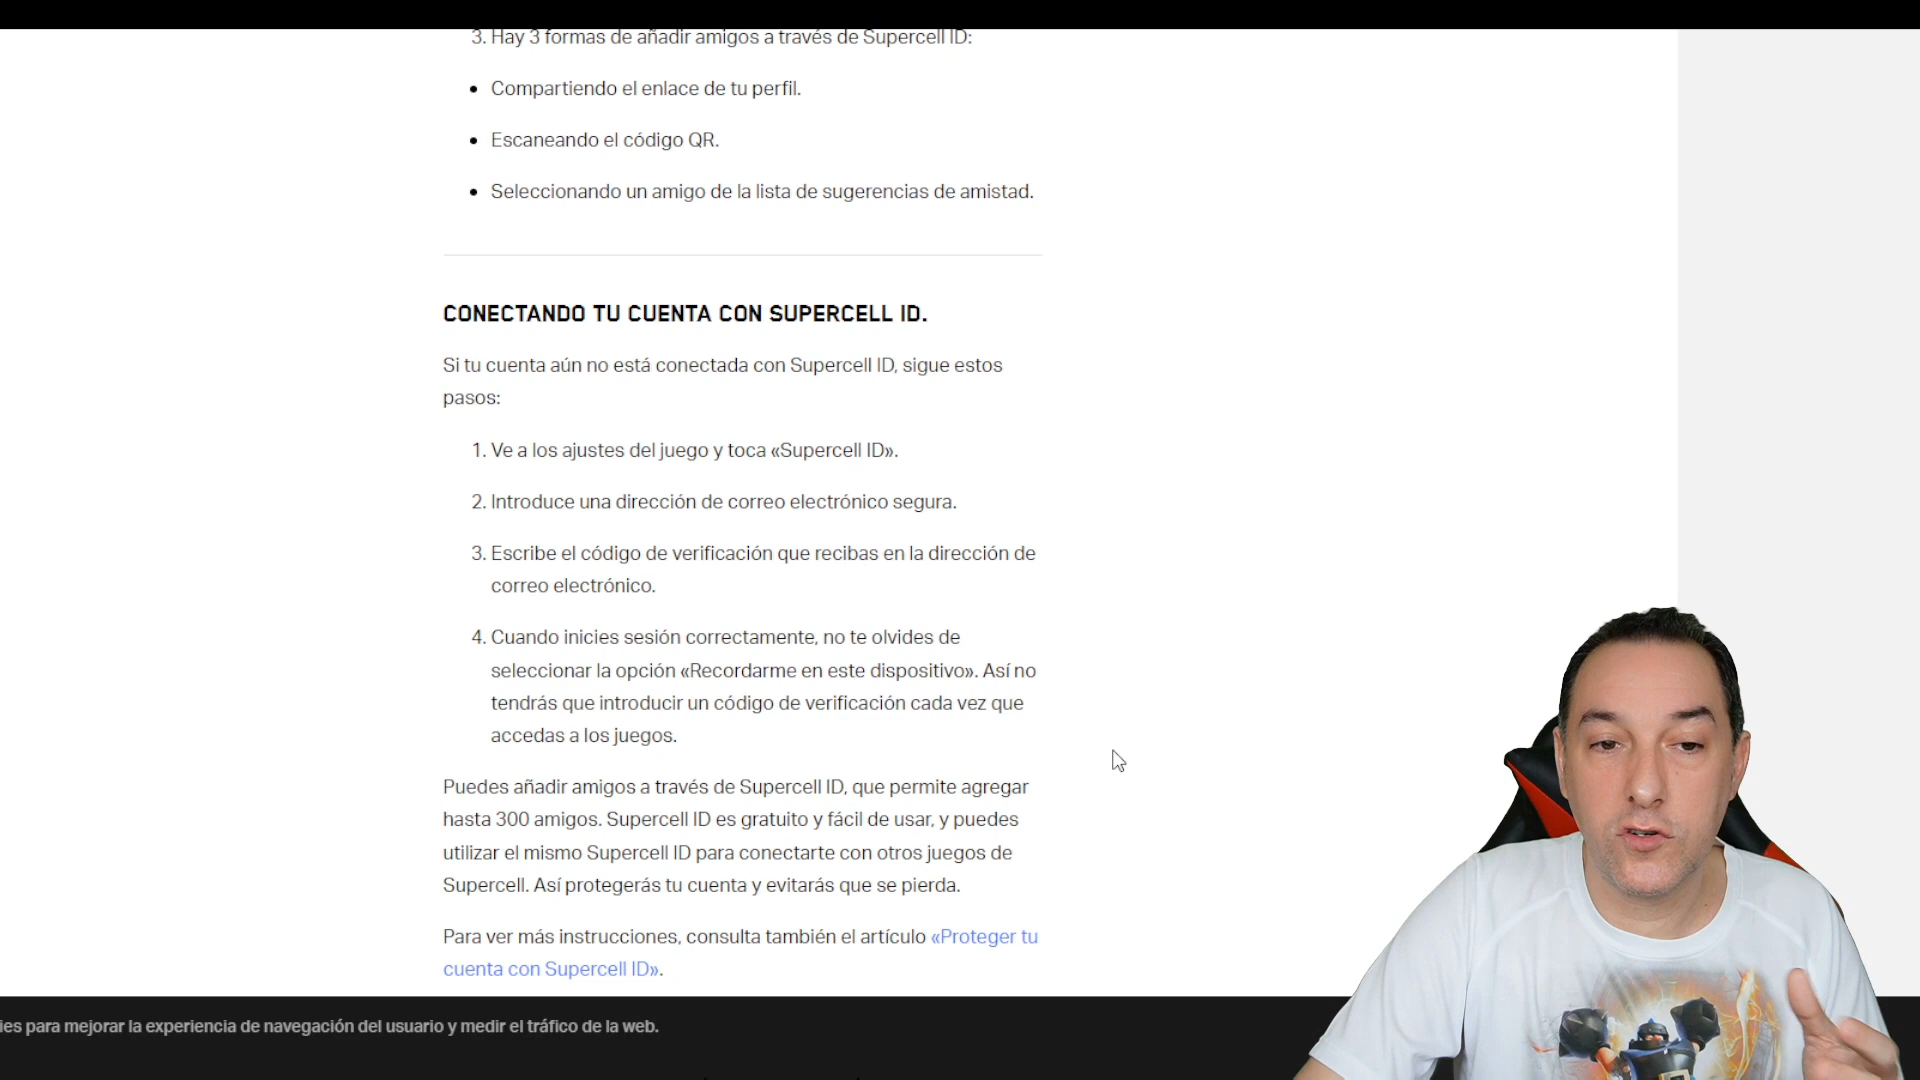 3. Hay 3 formas de añadir amigos a través de Supercell ID:
Compartiendo el enlace de tu perfil.
Escaneando el código QR.
Seleccionando un amigo de la lista de sugerencias de amistad.
CONECTANDO TU CUENTA CON SUPERCELL ID.
Si tu cuenta aún no está conectada con Supercell ID, sigue estos
pasos:
1. Ve a los ajustes del juego y toca «Supercell ID».
2. Introduce una dirección de correo electrónico segura.
3. Escribe el código de verificación que recibas en la dirección de
correo electrónico.
4. Cuando inicies sesión correctamente, no te olvides de
seleccionar la opción «Recordarme en este dispositivo». Así no
tendrás que introducir un código de verificación cada vez que
accedas a los juegos.
Puedes añadir amigos a través de Supercell ID, que permite agregar
hasta 300 amigos. Supercell ID es gratuito y fácil de usar, y puedes
utilizar el mismo Supercell ID para conectarte con otros juegos de
Supercell. Así protegerás tu cuenta y evitarás que se pierda.
Para ver más instrucciones, consulta también el artículo «Proteger tu
cuenta con Supercell ID».
ies para mejorar la experiencia de navegación del usuario y medir el tráfico de la web.